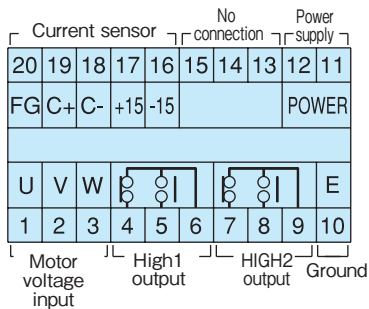 Current sensor
No connection
Power supply
20 19 18 17 16 15 14 13 12 11
FG C+ C- +15 -15 POWER
U V W E
1 2 3 4 5 6 7 8 9 10
Motor voltage input
High1 output
HIGH2 output
Ground